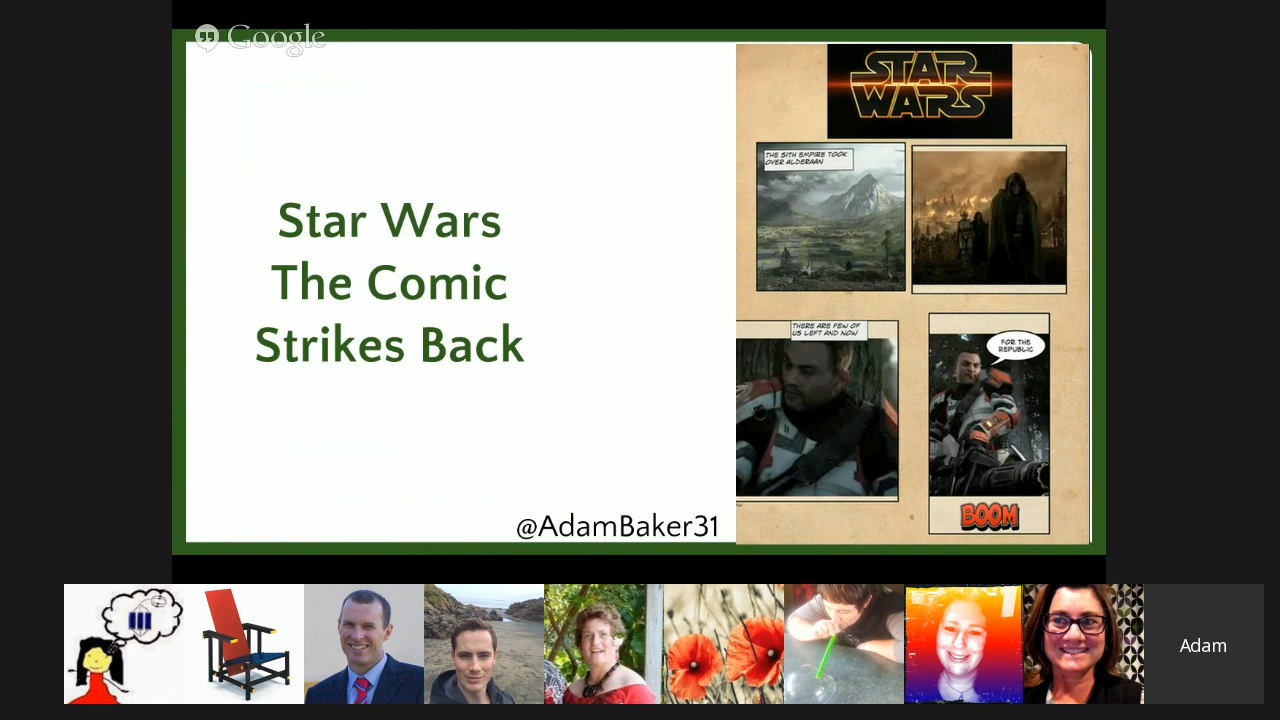 Google
Star Wars
The Comic
Strikes Back
@AdamBaker31
STAR
WARS
THE SITH EMPIRE TOOK
OVER ALDERAAN
THERE ARE FEW OF
US LEFT AND NOW
FOR THE
REPUBLIC
BOOM
Adam